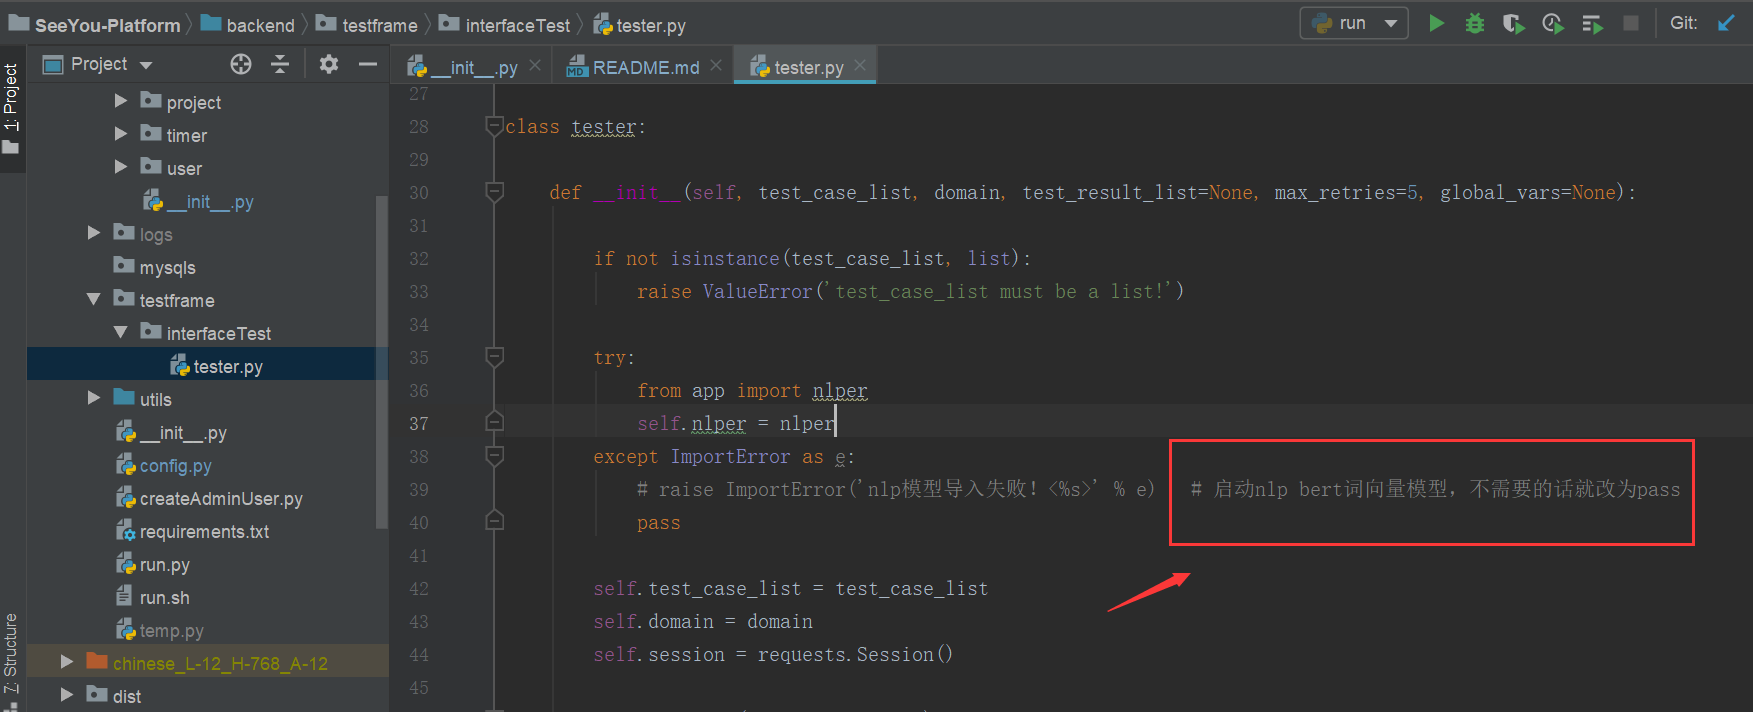 SeeYou-Platform
backend
testframe
interfaceTest
tester.py
run
Git:
Project
__init__.py
README.md
tester.py
1: Project
7: Structure
project
timer
user
__init__.py
logs
mysqls
testframe
interfaceTest
tester.py
utils
__init__.py
config.py
createAdminUser.py
requirements.txt
run.py
run.sh
temp.py
chinese_L-12_H-768_A-12
dist
27
28 class tester:
29
30 def __init__(self, test_case_list, domain, test_result_list=None, max_retries=5, global_vars=None):
31
32 if not isinstance(test_case_list, list):
33 raise ValueError('test_case_list must be a list!')
34
35 try:
36 from app import nlper
37 self.nlper = nlper
38 except ImportError as e:
39 # raise ImportError('nlp模型导入失败! <%s>' % e) # 启动nlp bert词向量模型，不需要的话就改为pass
40 pass
41
42 self.test_case_list = test_case_list
43 self.domain = domain
44 self.session = requests.Session()
45